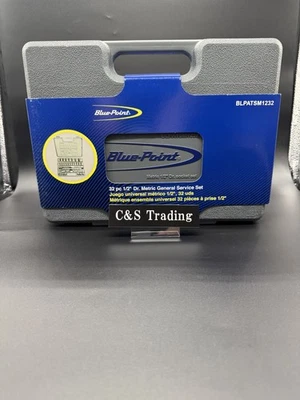 Blue-Point
BLPATSM1232
Blue-Point
32 pc 1/2" Dr. Metric General Service Set
Juego universal métrico 1/2", 32 uds
Métrique ensemble universel 32 pièces à prise 1/2"
C&S Trading